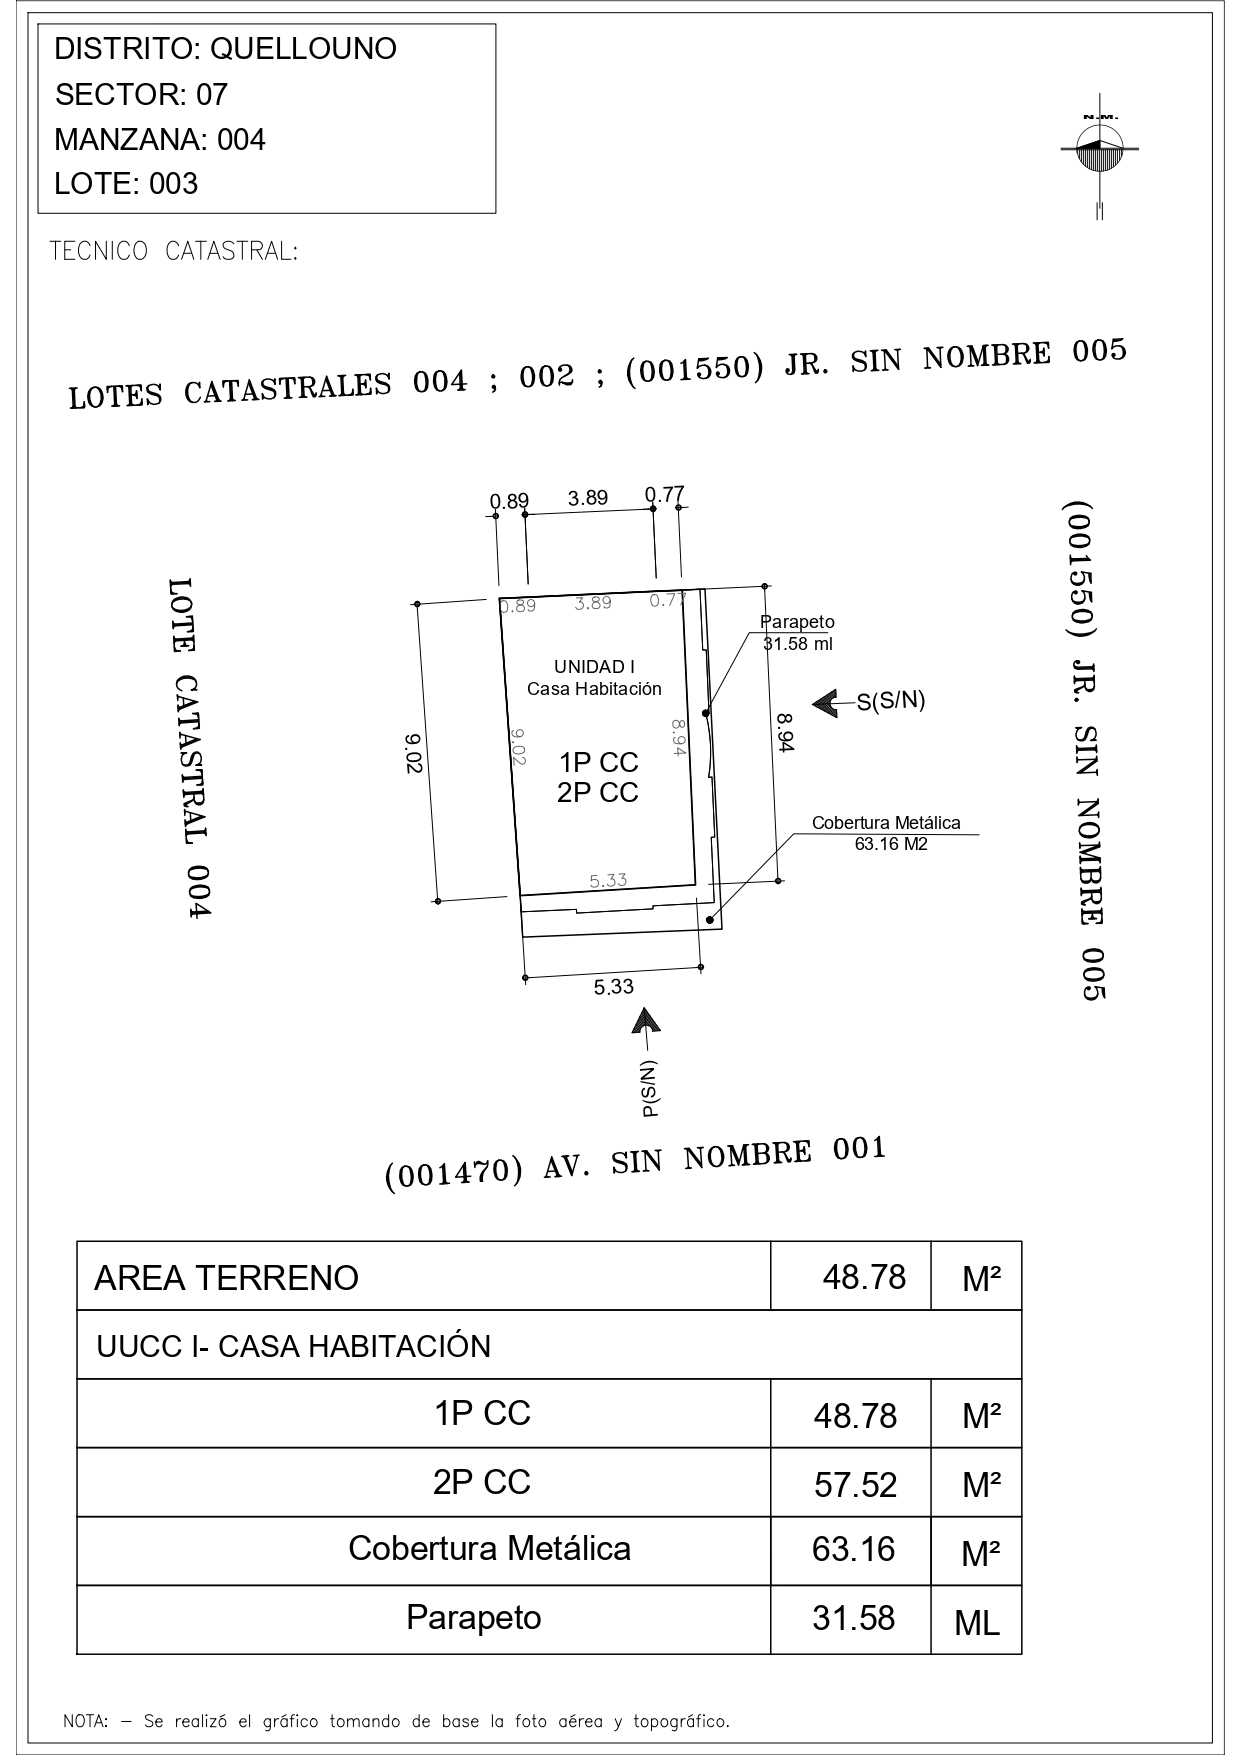 DISTRITO: QUELLOUNO
SECTOR: 07
MANZANA: 004
LOTE: 003
N.M.
TECNICO CATASTRAL:
LOTES CATASTRALES 004 ; 002 ; (001550) JR. SIN NOMBRE 005
0.89 3.89 0.77
0.89 3.89 0.77
LOTE CATASTRAL 004
(001550) JR. SIN NOMBRE 005
Parapeto
31.58 ml
UNIDAD I
Casa Habitación
S(S/N)
9.02
9.02
8.94
8.94
1P CC
2P CC
Cobertura Metálica
63.16 M2
5.33
5.33
P(S/N)
(001470) AV. SIN NOMBRE 001
AREA TERRENO 48.78 M²
UUCC I- CASA HABITACIÓN
1P CC 48.78 M²
2P CC 57.52 M²
Cobertura Metálica 63.16 M²
Parapeto 31.58 ML
NOTA: – Se realizó el gráfico tomando de base la foto aérea y topográfico.